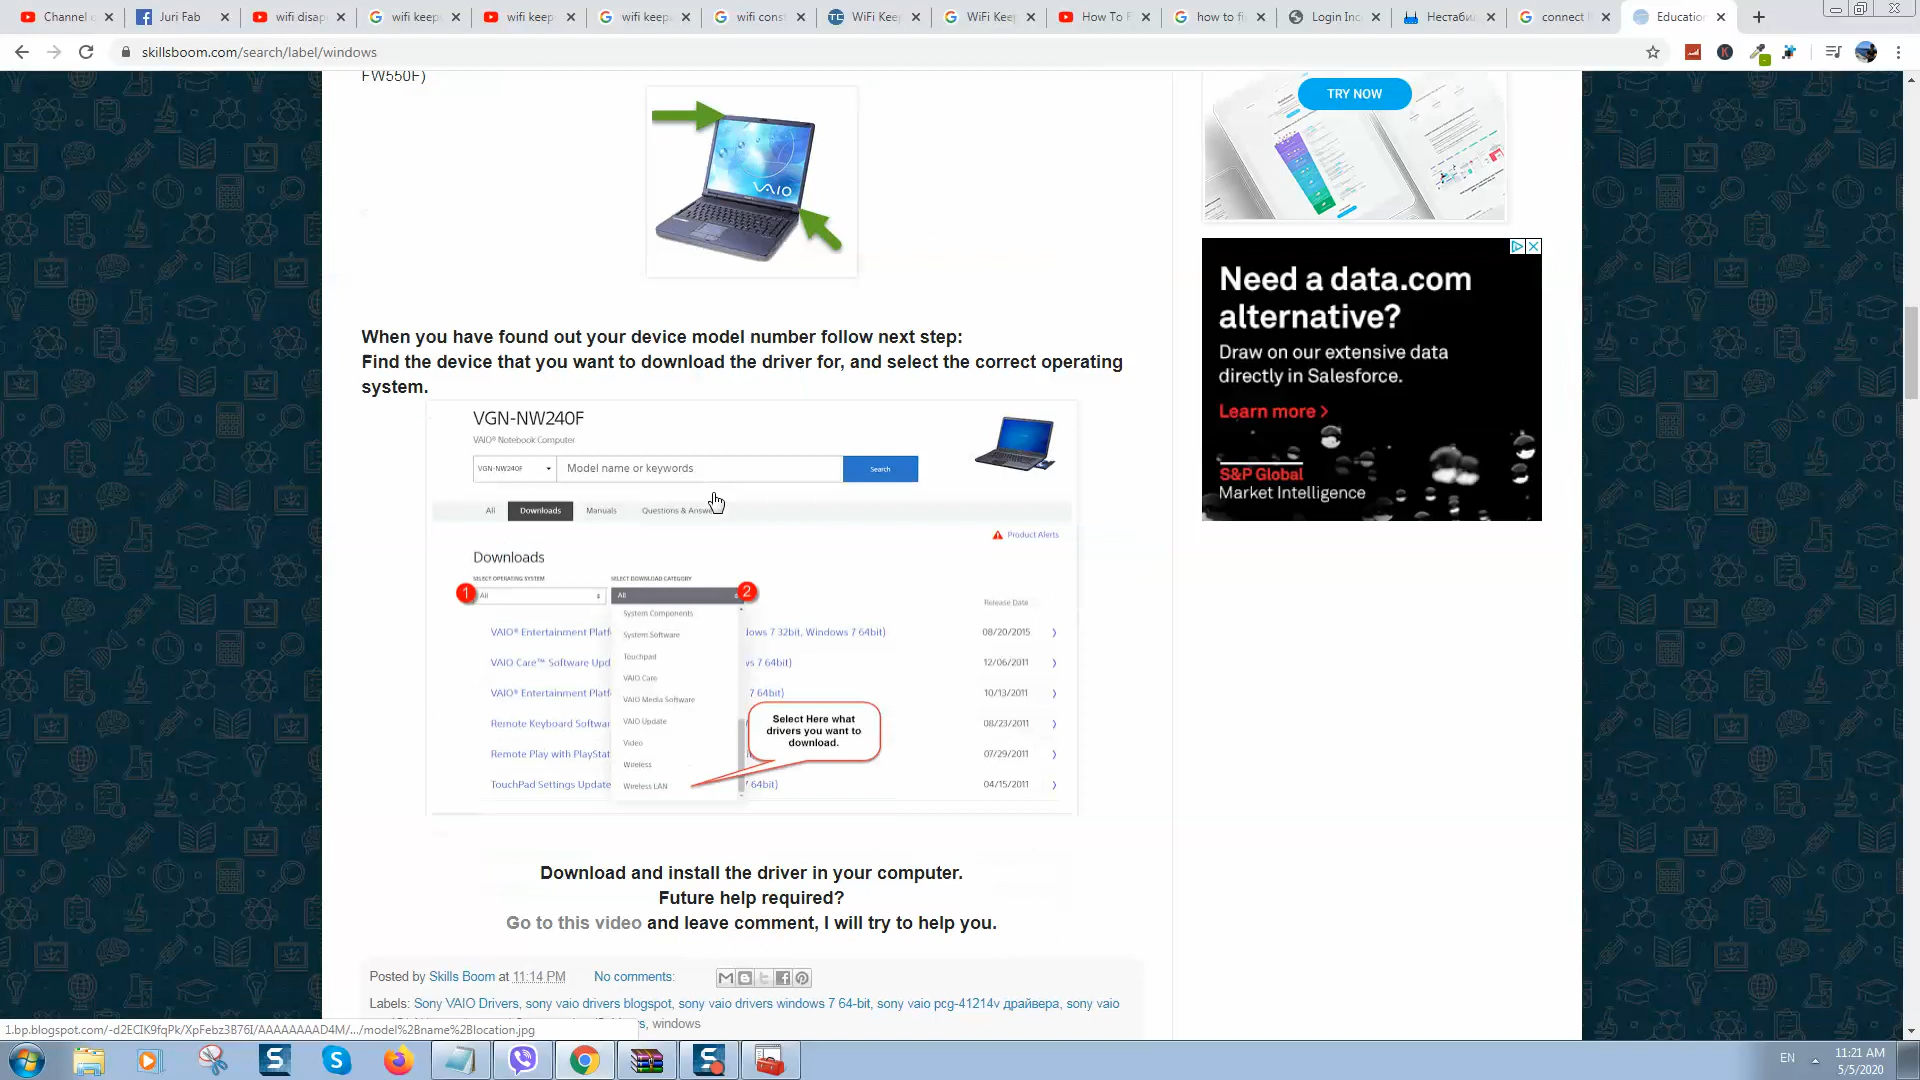 Channel c
Juri Fab
wifi disap
wifi keep
wifi keep
wifi keep
wifi const
WiFi Kee
WiFi Kee
How To F
how to fi
Login Inc
Нестабил
connect
Educatio
skillsboom.com/search/label/windows
FW550F)
VAIO
When you have found out your device model number follow next step:
Find the device that you want to download the driver for, and select the correct operating
system.
VGN-NW240F
VAIO® Notebook Computer
VGN-NW240F
Model name or keywords
Search
All
Downloads
Manuals
Questions & Answe
Product Alerts
Downloads
SELECT OPERATING SYSTEM
SELECT DOWNLOAD CATEGORY
1
All
All
2
Release Date
System Components
VAIO® Entertainment Platf
lows 7 32bit, Windows 7 64bit)
08/20/2015
System Software
Touchpad
VAIO Care™ Software Upd
vs 7 64bit)
12/06/2011
VAIO Care
VAIO® Entertainment Platf
7 64bit)
10/13/2011
VAIO Media Software
Remote Keyboard Softwar
08/23/2011
VAIO Update
Video
Remote Play with PlayStat
07/29/2011
Wireless
TouchPad Settings Update
7 64bit)
04/15/2011
Wireless LAN
Select Here what
drivers you want to
download.
Download and install the driver in your computer.
Future help required?
Go to this video and leave comment, I will try to help you.
Posted by Skills Boom at 11:14 PM
No comments:
Labels: Sony VAIO Drivers, sony vaio drivers blogspot, sony vaio drivers windows 7 64-bit, sony vaio pcg-41214v драйвера, sony vaio
, windows
TRY NOW
Need a data.com
alternative?
Draw on our extensive data
directly in Salesforce.
Learn more >
S&P Global
Market Intelligence
1.bp.blogspot.com/-d2ECIK9fqPk/XpFebz3B76I/AAAAAAAAD4M/.../model%2Bname%2Blocation.jpg
EN
11:21 AM
5/5/2020